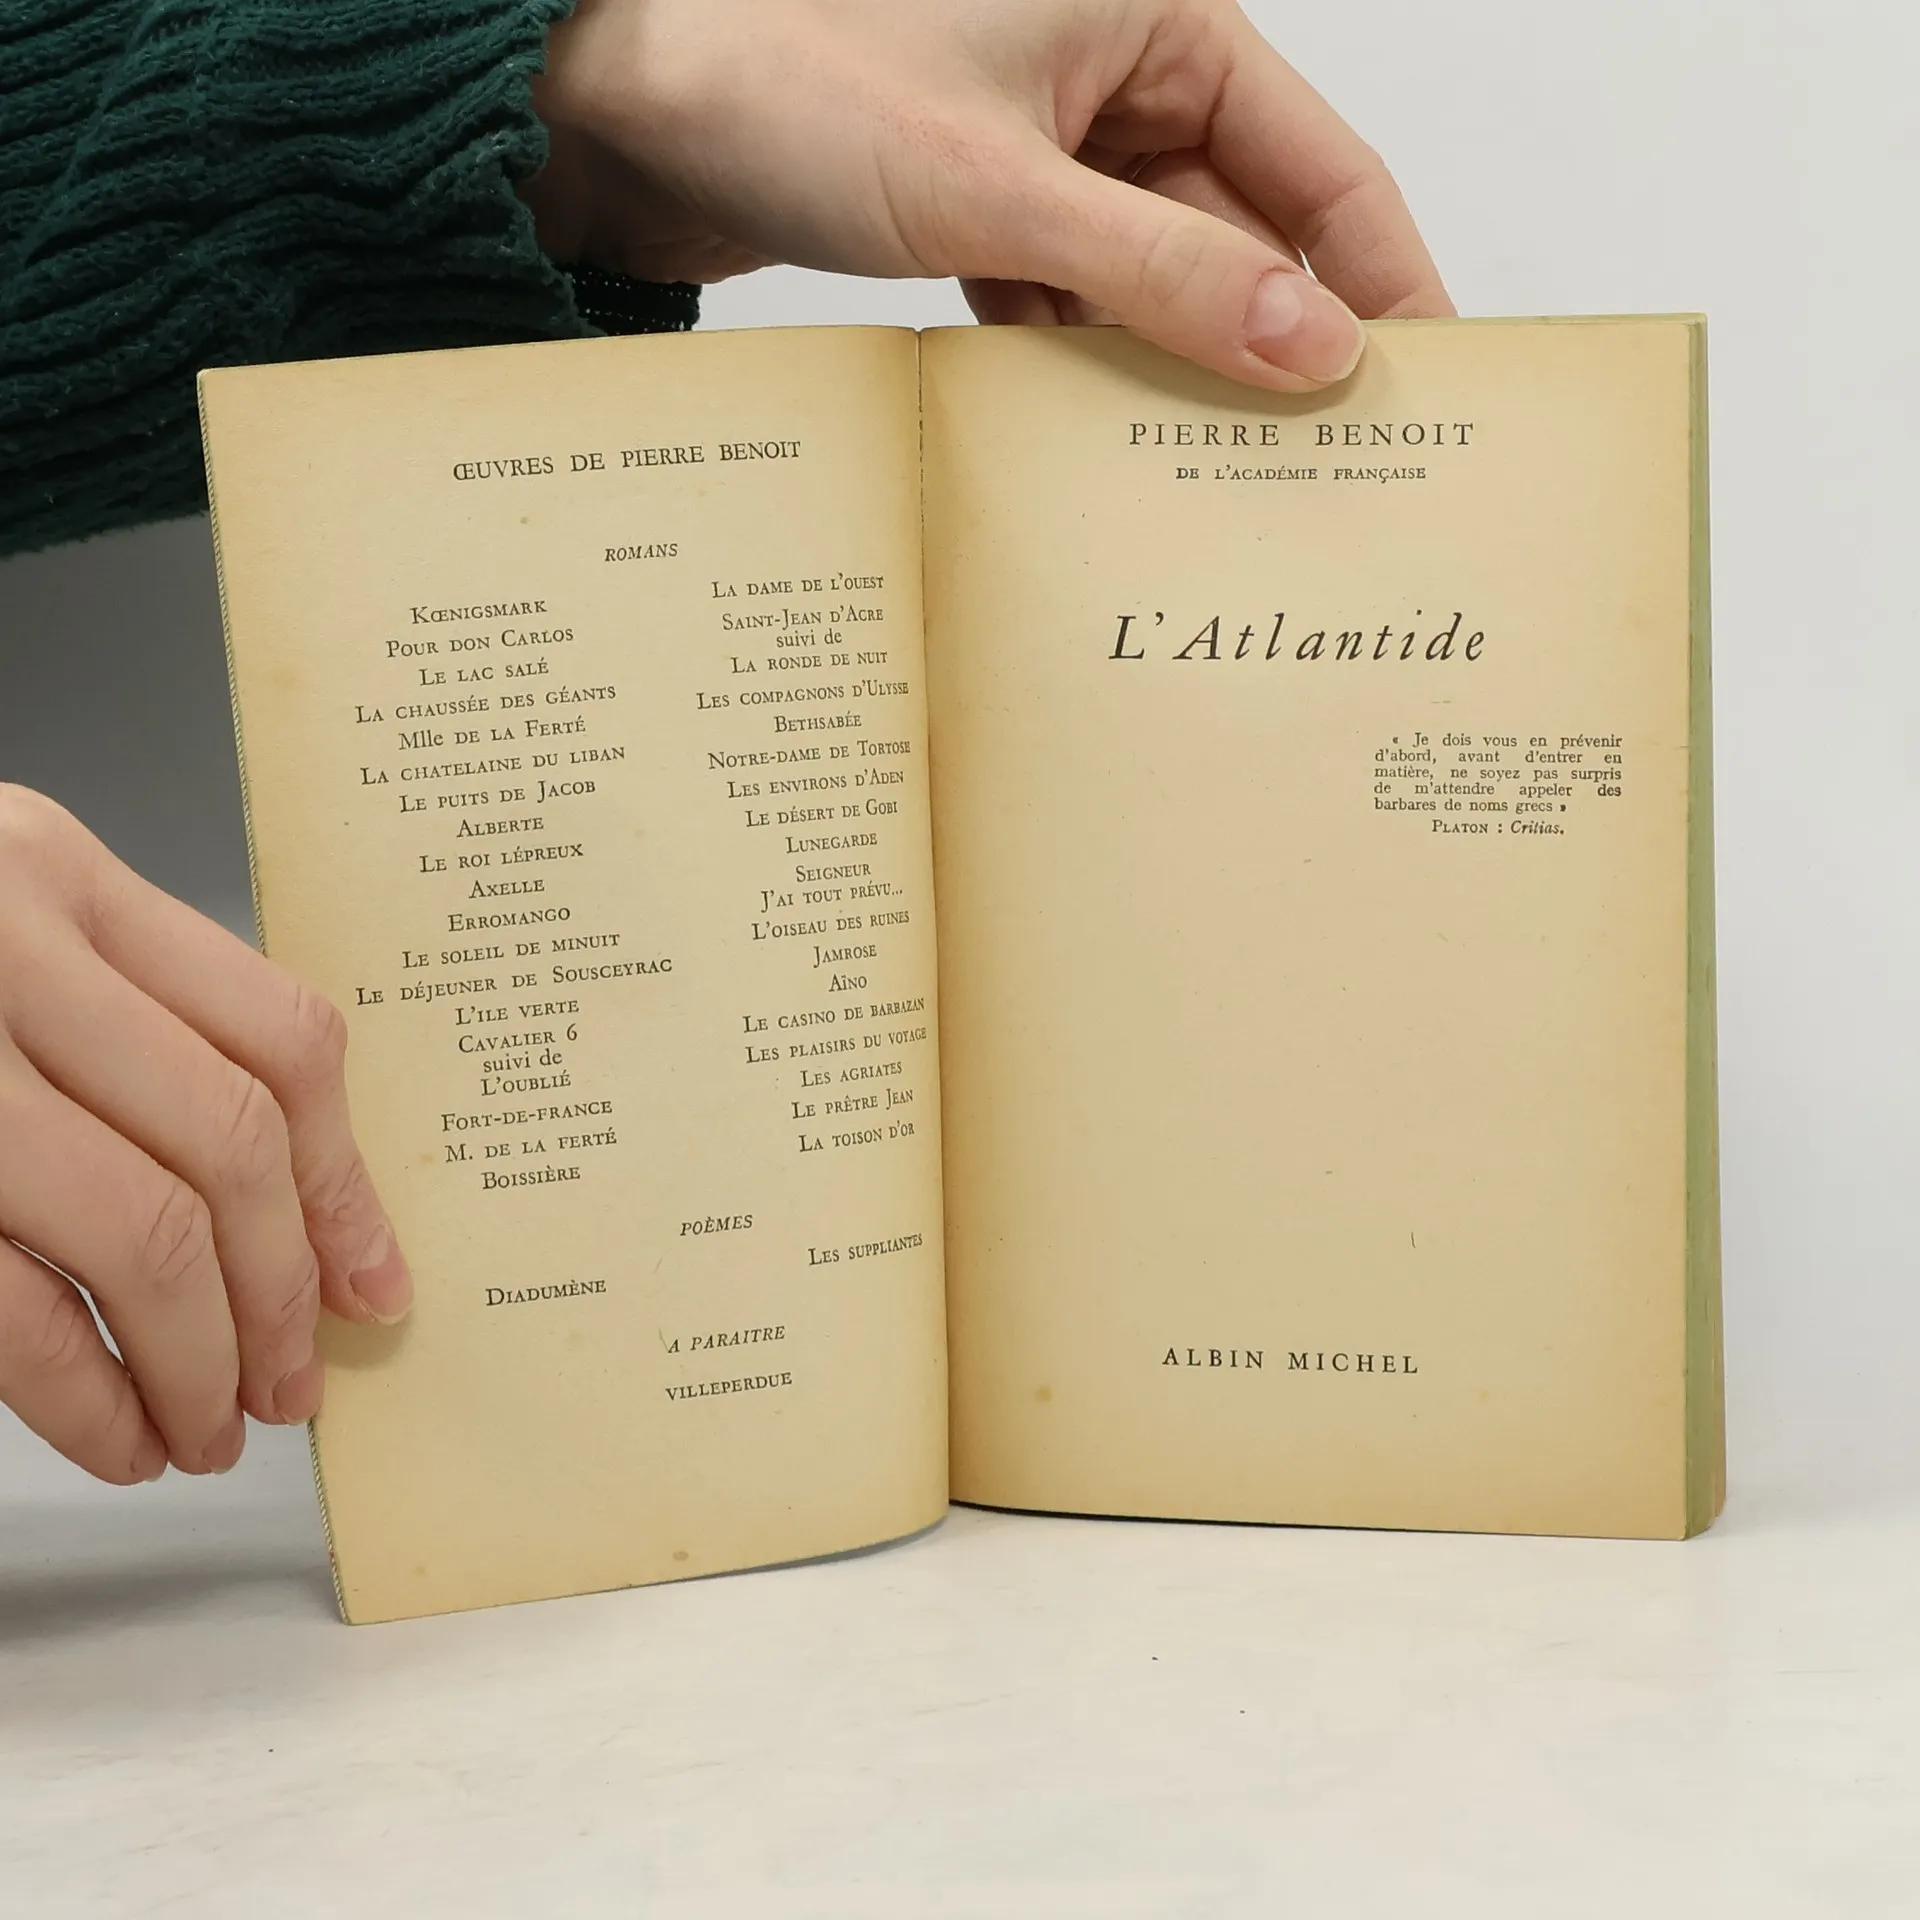 ŒUVRES DE PIERRE BENOIT
ROMANS
KŒNIGSMARK
POUR DON CARLOS
LE LAC SALÉ
LA CHAUSSÉE DES GÉANTS
Mlle DE LA FERTÉ
LA CHATELAINE DU LIBAN
LE PUITS DE JACOB
ALBERTE
LE ROI LÉPREUX
AXELLE
ERROMANGO
LE SOLEIL DE MINUIT
LE DÉJEUNER DE SOUSCEYRAC
L'ILE VERTE
CAVALIER 6
suivi de
L'OUBLIÉ
FORT-DE-FRANCE
M. DE LA FERTÉ
BOISSIÈRE
LA DAME DE L'OUEST
SAINT-JEAN D'ACRE
suivi de
LA RONDE DE NUIT
LES COMPAGNONS D'ULYSSE
BETHSABÉE
NOTRE-DAME DE TORTOSE
LES ENVIRONS D'ADEN
LE DÉSERT DE GOBI
LUNEGARDE
SEIGNEUR
J'AI TOUT PRÉVU...
L'OISEAU DES RUINES
JAMROSE
AÏNO
LE CASINO DE BARBAZAN
LES PLAISIRS DU VOYAGE
LES AGRIATES
LE PRÊTRE JEAN
LA TOISON D'OR
POÈMES
DIADUMÈNE
LES SUPPLIANTES
A PARAITRE
VILLEPERDUE
PIERRE BENOIT
DE L'ACADÉMIE FRANÇAISE
L'Atlantide
« Je dois vous en prévenir
d'abord, avant d'entrer en
matière, ne soyez pas surpris
de m'attendre appeler des
barbares de noms grecs »
PLATON : Critias.
ALBIN MICHEL